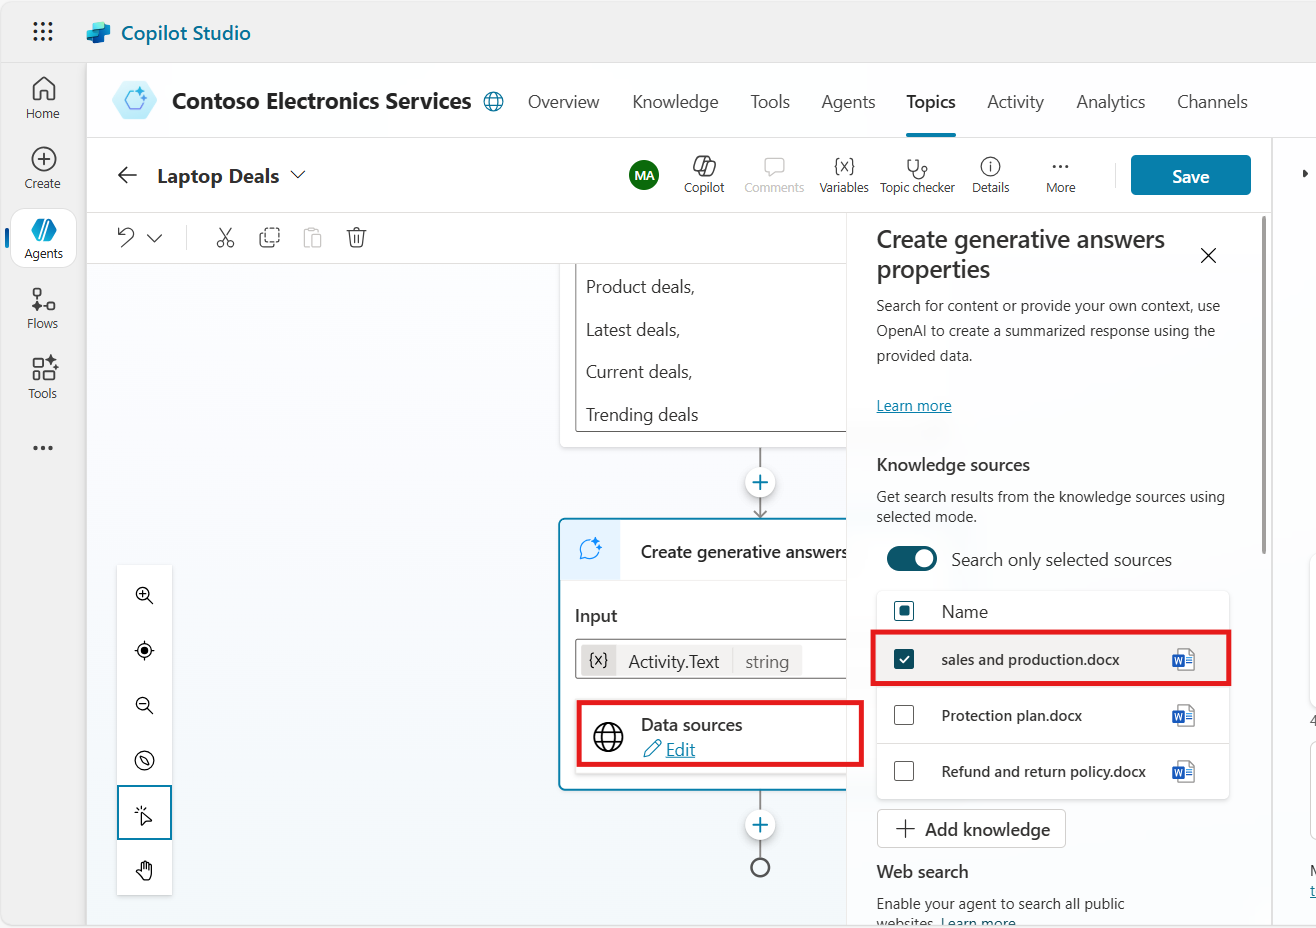 Copilot Studio
Home
Create
Agents
Flows
Tools
Contoso Electronics Services
Overview
Knowledge
Tools
Agents
Topics
Activity
Analytics
Channels
Laptop Deals
MA
Copilot
Comments
Variables
Topic checker
Details
More
Save
Product deals,
Latest deals,
Current deals,
Trending deals
Create generative answers
Input
{x} Activity.Text string
Data sources
Edit
Create generative answers
properties
Search for content or provide your own context, use
OpenAI to create a summarized response using the
provided data.
Learn more
Knowledge sources
Get search results from the knowledge sources using
selected mode.
Search only selected sources
Name
sales and production.docx
Protection plan.docx
Refund and return policy.docx
Add knowledge
Web search
Enable your agent to search all public
websites. Learn more